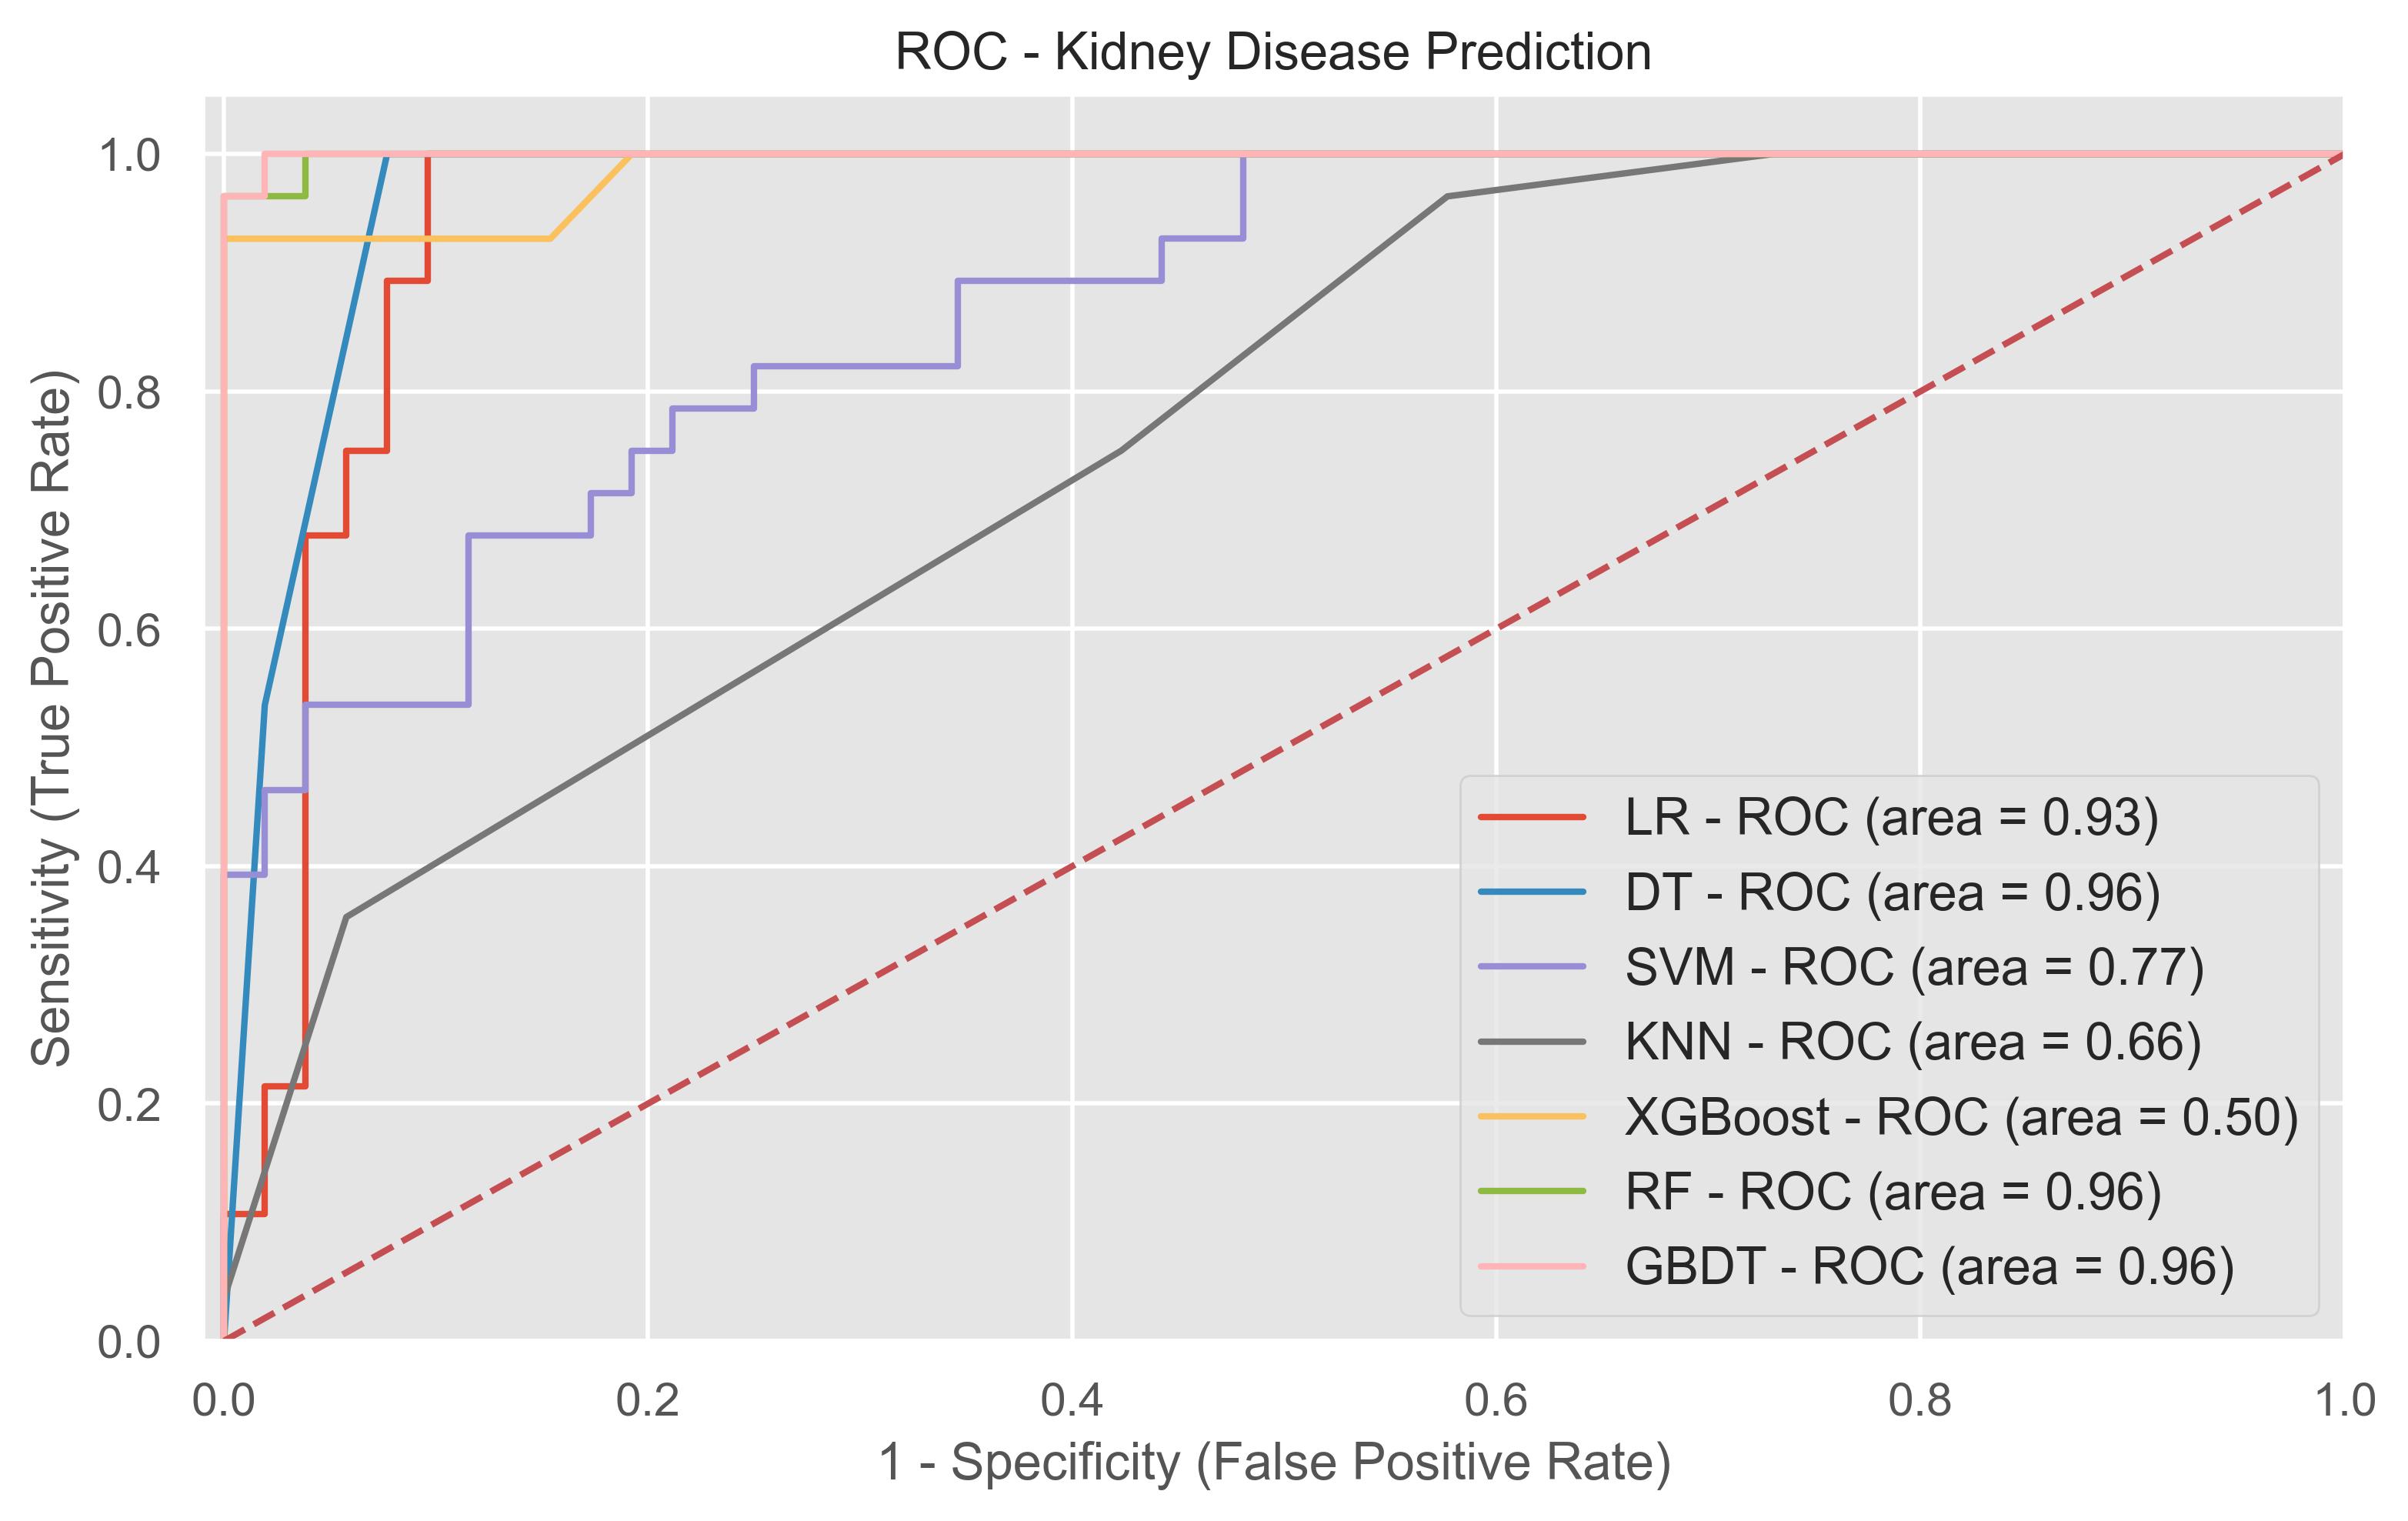 ROC - Kidney Disease Prediction
1.0
0.8
0.6
0.4
0.2
0.0
Sensitivity (True Positive Rate)
LR - ROC (area = 0.93)
DT - ROC (area = 0.96)
SVM - ROC (area = 0.77)
KNN - ROC (area = 0.66)
XGBoost - ROC (area = 0.50)
RF - ROC (area = 0.96)
GBDT - ROC (area = 0.96)
0.0 0.2 0.4 0.6 0.8 1.0
1 - Specificity (False Positive Rate)